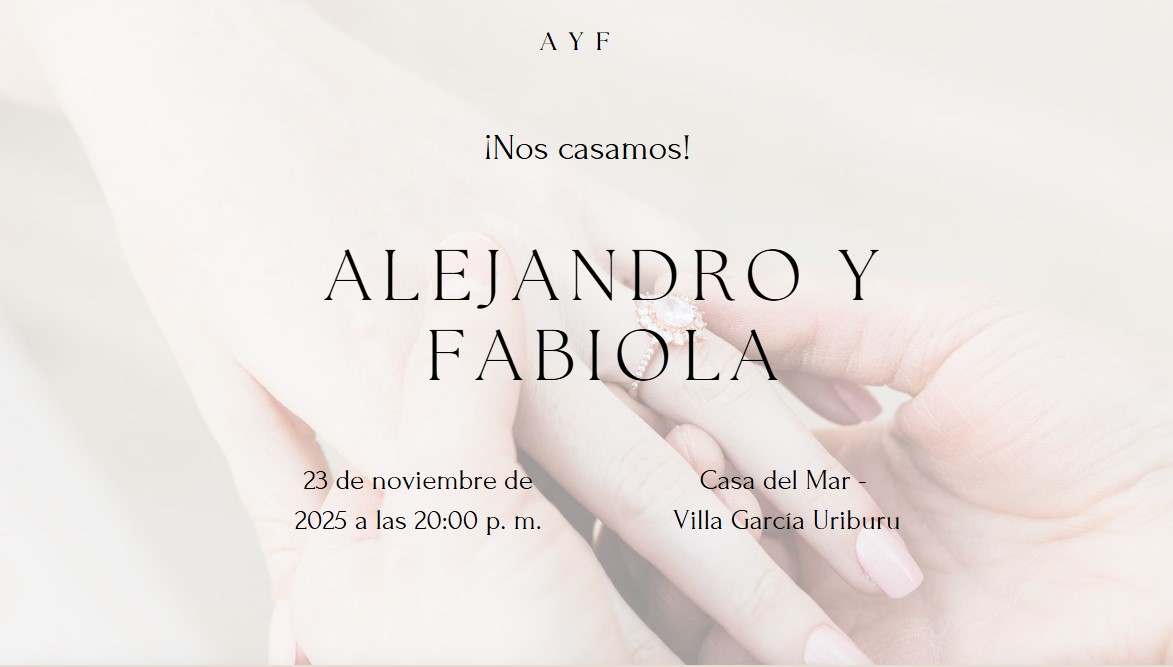 A Y F
¡Nos casamos!
ALEJANDRO Y
FABIOLA
23 de noviembre de
2025 a las 20:00 p. m.
Casa del Mar -
Villa García Uriburu